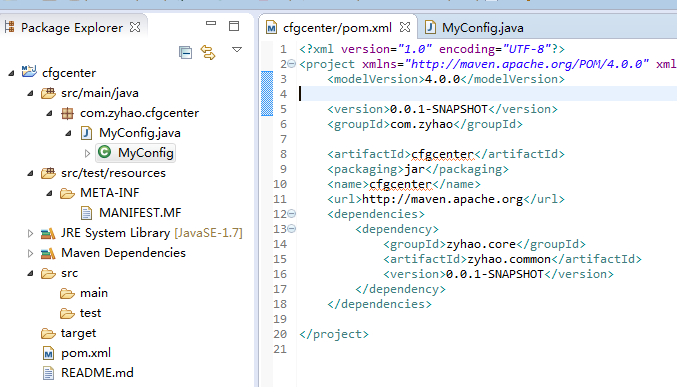 Package Explorer
cfgcenter
src/main/java
com.zyhao.cfgcenter
MyConfig.java
MyConfig
src/test/resources
META-INF
MANIFEST.MF
JRE System Library [JavaSE-1.7]
Maven Dependencies
src
main
test
target
pom.xml
README.md
cfgcenter/pom.xml
MyConfig.java
1 <?xml version="1.0" encoding="UTF-8"?>
2 <project xmlns="http://maven.apache.org/POM/4.0.0" xml
3 <modelVersion>4.0.0</modelVersion>
4
5 <version>0.0.1-SNAPSHOT</version>
6 <groupId>com.zyhao</groupId>
7
8 <artifactId>cfgcenter</artifactId>
9 <packaging>jar</packaging>
10 <name>cfgcenter</name>
11 <url>http://maven.apache.org</url>
12 <dependencies>
13 <dependency>
14 <groupId>zyhao.core</groupId>
15 <artifactId>zyhao.common</artifactId>
16 <version>0.0.1-SNAPSHOT</version>
17 </dependency>
18 </dependencies>
19
20 </project>
21